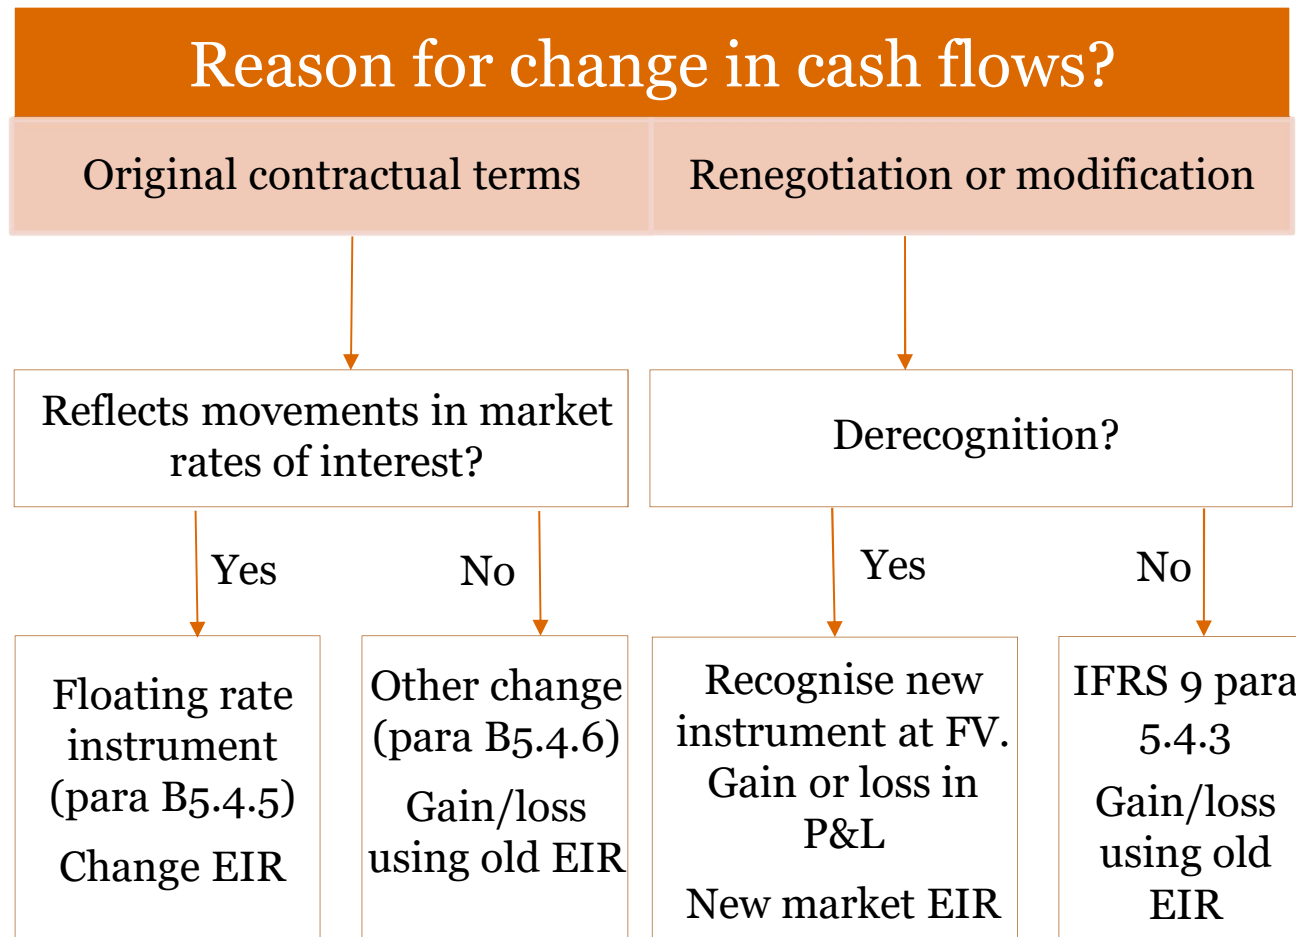 Reason for change in cash flows?
Original contractual terms
Renegotiation or modification
Reflects movements in market
rates of interest?
Derecognition?
Yes
No
Yes
No
Floating rate
instrument
(para B5.4.5)
Change EIR
Other change
(para B5.4.6)
Gain/loss
using old EIR
Recognise new
instrument at FV.
Gain or loss in
P&L
New market EIR
IFRS 9 para
5.4.3
Gain/loss
using old
EIR